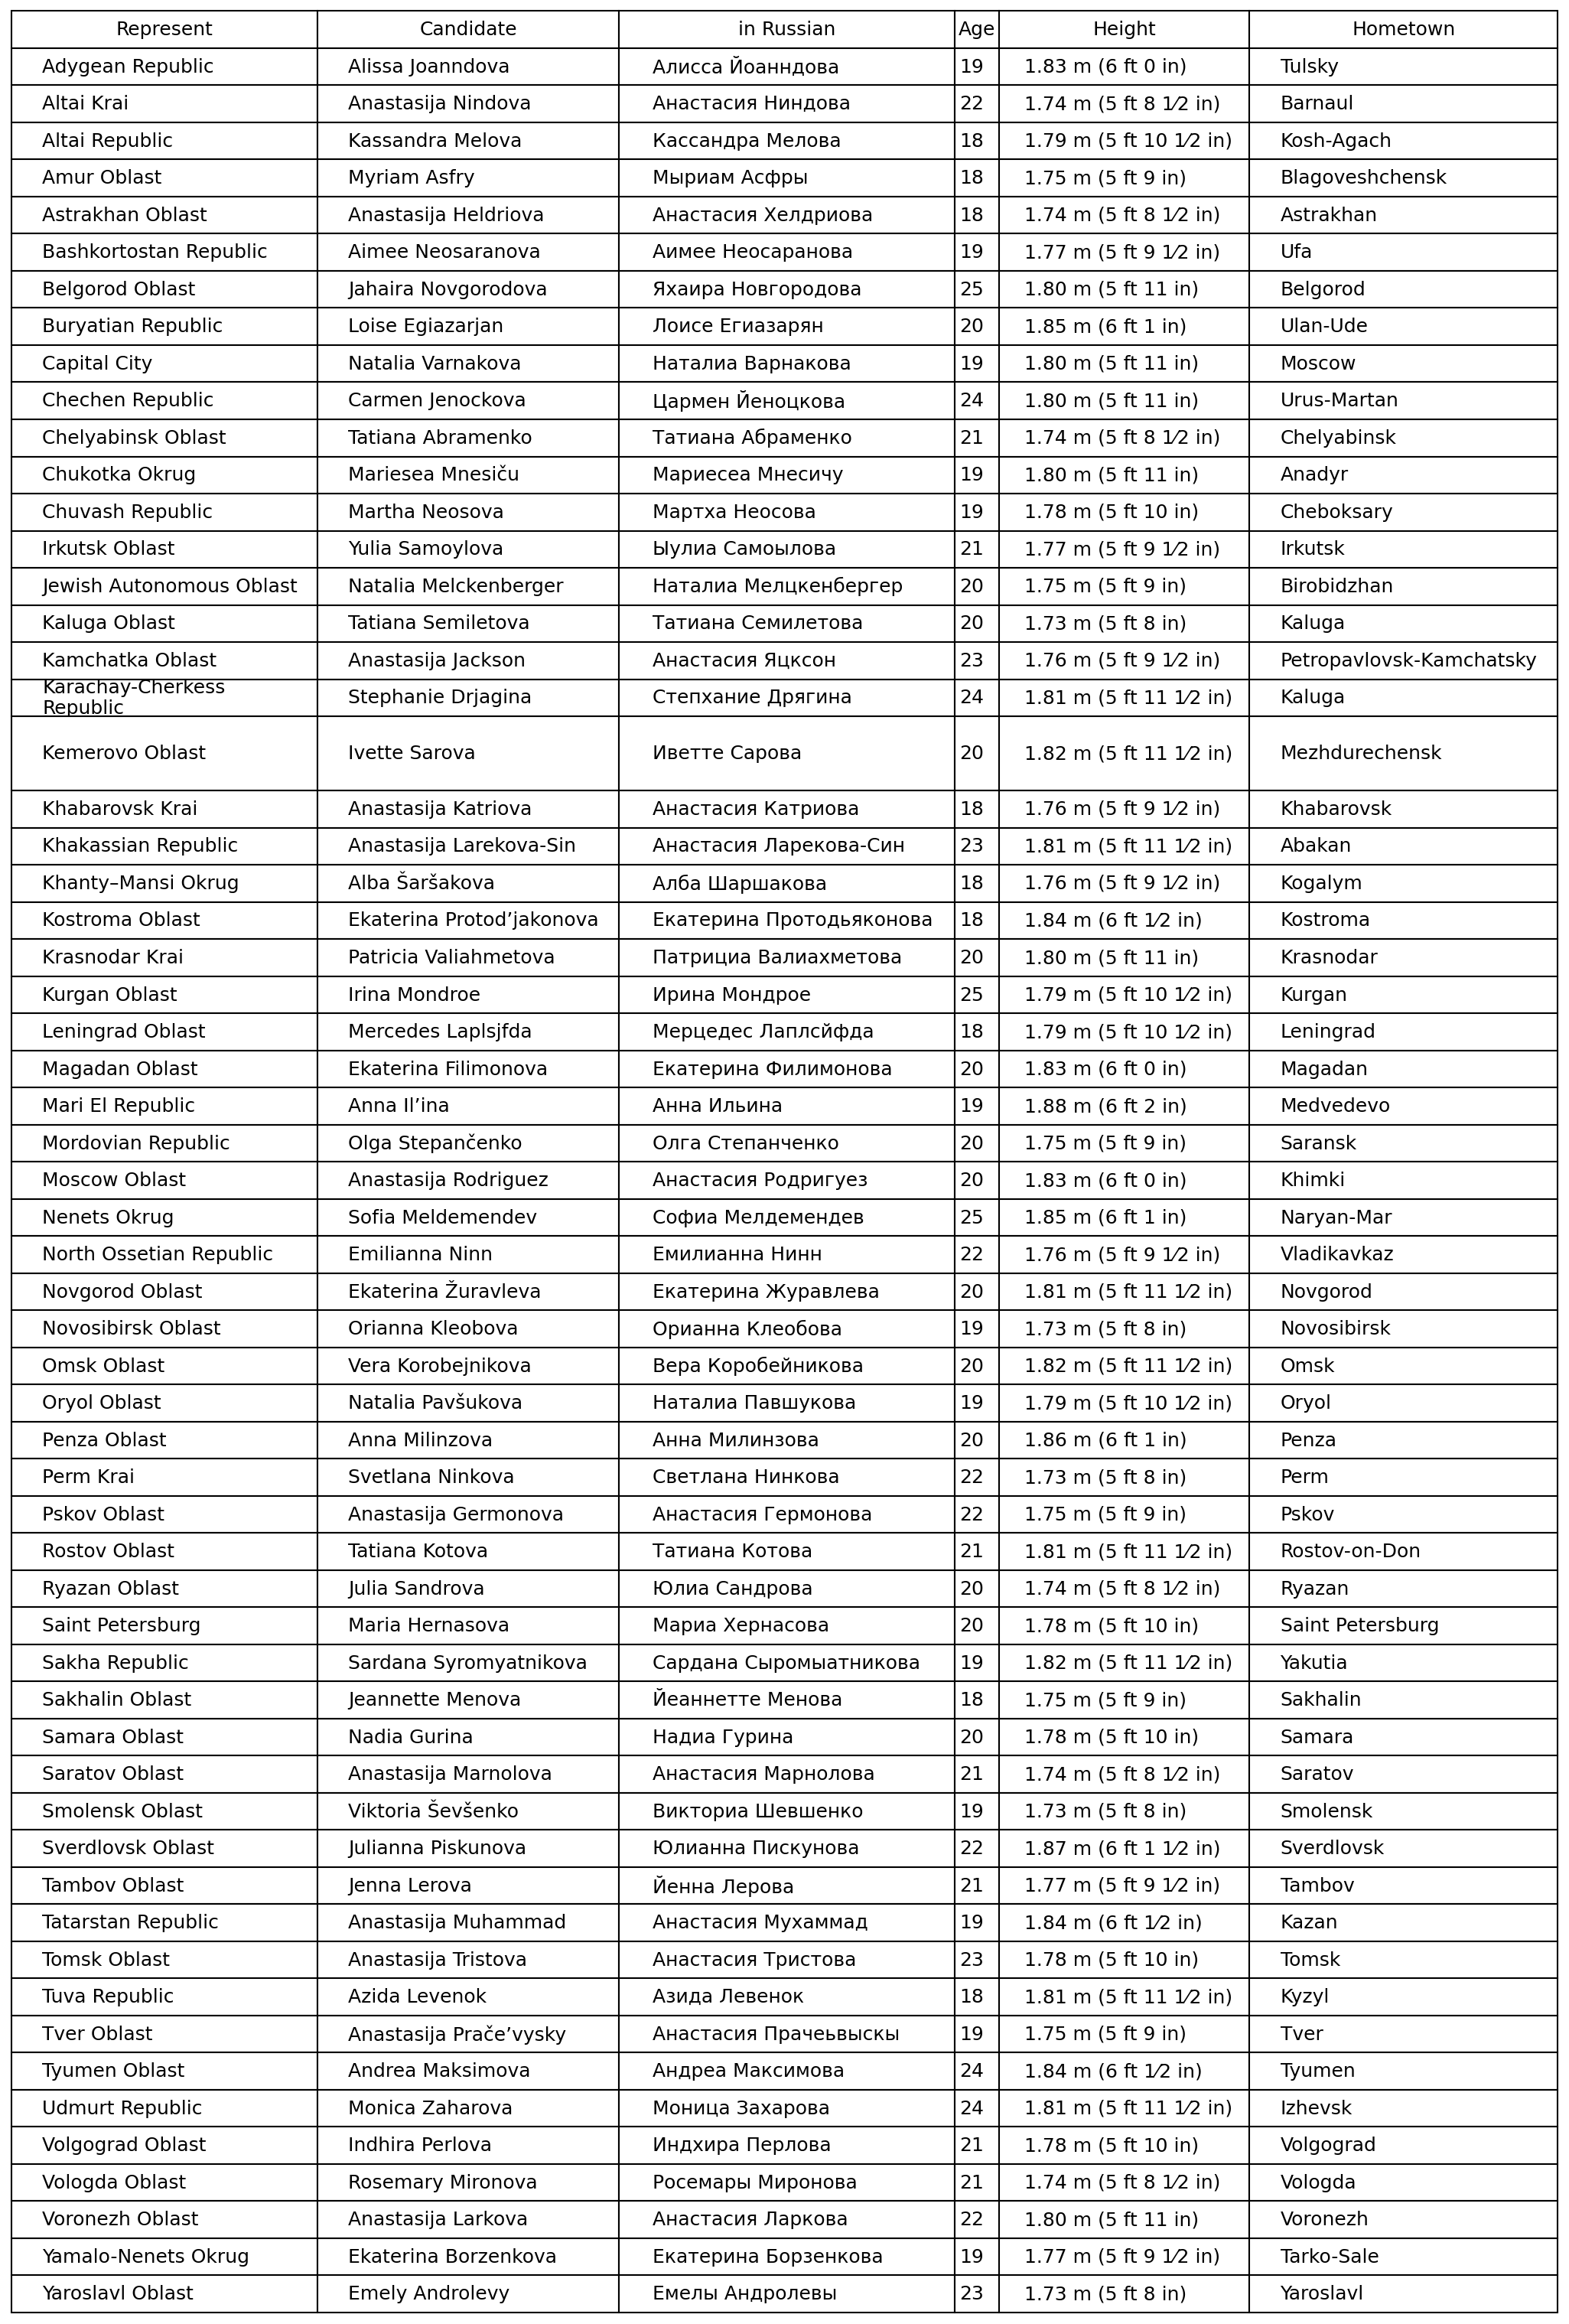 Represent Candidate in Russian Age Height Hometown
Adygean Republic Alissa Joanndova Алисса Йоанндова 19 1.83 m (6 ft 0 in) Tulsky
Altai Krai Anastasija Nindova Анастасия Ниндова 22 1.74 m (5 ft 8 1⁄2 in) Barnaul
Altai Republic Kassandra Melova Кассандра Мелова 18 1.79 m (5 ft 10 1⁄2 in) Kosh-Agach
Amur Oblast Myriam Asfry Мыриам Асфры 18 1.75 m (5 ft 9 in) Blagoveshchensk
Astrakhan Oblast Anastasija Heldriova Анастасия Хелдриова 18 1.74 m (5 ft 8 1⁄2 in) Astrakhan
Bashkortostan Republic Aimee Neosaranova Аимее Неосаранова 19 1.77 m (5 ft 9 1⁄2 in) Ufa
Belgorod Oblast Jahaira Novgorodova Яхаира Новгородова 25 1.80 m (5 ft 11 in) Belgorod
Buryatian Republic Loise Egiazarjan Лоисе Егиазарян 20 1.85 m (6 ft 1 in) Ulan-Ude
Capital City Natalia Varnakova Наталиа Варнакова 19 1.80 m (5 ft 11 in) Moscow
Chechen Republic Carmen Jenockova Цармен Йеноцкова 24 1.80 m (5 ft 11 in) Urus-Martan
Chelyabinsk Oblast Tatiana Abramenko Татиана Абраменко 21 1.74 m (5 ft 8 1⁄2 in) Chelyabinsk
Chukotka Okrug Mariesea Mnesiču Мариесеа Мнесичу 19 1.80 m (5 ft 11 in) Anadyr
Chuvash Republic Martha Neosova Мартха Неосова 19 1.78 m (5 ft 10 in) Cheboksary
Irkutsk Oblast Yulia Samoylova Ыулиа Самоылова 21 1.77 m (5 ft 9 1⁄2 in) Irkutsk
Jewish Autonomous Oblast Natalia Melckenberger Наталиа Мелцкенбергер 20 1.75 m (5 ft 9 in) Birobidzhan
Kaluga Oblast Tatiana Semiletova Татиана Семилетова 20 1.73 m (5 ft 8 in) Kaluga
Kamchatka Oblast Anastasija Jackson Анастасия Яцксон 23 1.76 m (5 ft 9 1⁄2 in) Petropavlovsk-Kamchatsky
Karachay-Cherkess
Republic Stephanie Drjagina Степхание Дрягина 24 1.81 m (5 ft 11 1⁄2 in) Kaluga
Kemerovo Oblast Ivette Sarova Иветте Сарова 20 1.82 m (5 ft 11 1⁄2 in) Mezhdurechensk
Khabarovsk Krai Anastasija Katriova Анастасия Катриова 18 1.76 m (5 ft 9 1⁄2 in) Khabarovsk
Khakassian Republic Anastasija Larekova-Sin Анастасия Ларекова-Син 23 1.81 m (5 ft 11 1⁄2 in) Abakan
Khanty–Mansi Okrug Alba Šaršakova Алба Шаршакова 18 1.76 m (5 ft 9 1⁄2 in) Kogalym
Kostroma Oblast Ekaterina Protod’jakonova Екатерина Протодьяконова 18 1.84 m (6 ft 1⁄2 in) Kostroma
Krasnodar Krai Patricia Valiahmetova Патрициа Валиахметова 20 1.80 m (5 ft 11 in) Krasnodar
Kurgan Oblast Irina Mondroe Ирина Мондрое 25 1.79 m (5 ft 10 1⁄2 in) Kurgan
Leningrad Oblast Mercedes Laplsjfda Мерцедес Лаплсйфда 18 1.79 m (5 ft 10 1⁄2 in) Leningrad
Magadan Oblast Ekaterina Filimonova Екатерина Филимонова 20 1.83 m (6 ft 0 in) Magadan
Mari El Republic Anna Il’ina Анна Ильина 19 1.88 m (6 ft 2 in) Medvedevo
Mordovian Republic Olga Stepančenko Олга Степанченко 20 1.75 m (5 ft 9 in) Saransk
Moscow Oblast Anastasija Rodriguez Анастасия Родригуез 20 1.83 m (6 ft 0 in) Khimki
Nenets Okrug Sofia Meldemendev Софиа Мелдемендев 25 1.85 m (6 ft 1 in) Naryan-Mar
North Ossetian Republic Emilianna Ninn Емилианна Нинн 22 1.76 m (5 ft 9 1⁄2 in) Vladikavkaz
Novgorod Oblast Ekaterina Žuravleva Екатерина Журавлева 20 1.81 m (5 ft 11 1⁄2 in) Novgorod
Novosibirsk Oblast Orianna Kleobova Орианна Клеобова 19 1.73 m (5 ft 8 in) Novosibirsk
Omsk Oblast Vera Korobejnikova Вера Коробейникова 20 1.82 m (5 ft 11 1⁄2 in) Omsk
Oryol Oblast Natalia Pavšukova Наталиа Павшукова 19 1.79 m (5 ft 10 1⁄2 in) Oryol
Penza Oblast Anna Milinzova Анна Милинзова 20 1.86 m (6 ft 1 in) Penza
Perm Krai Svetlana Ninkova Светлана Нинкова 22 1.73 m (5 ft 8 in) Perm
Pskov Oblast Anastasija Germonova Анастасия Гермонова 22 1.75 m (5 ft 9 in) Pskov
Rostov Oblast Tatiana Kotova Татиана Котова 21 1.81 m (5 ft 11 1⁄2 in) Rostov-on-Don
Ryazan Oblast Julia Sandrova Юлиа Сандрова 20 1.74 m (5 ft 8 1⁄2 in) Ryazan
Saint Petersburg Maria Hernasova Мариа Хернасова 20 1.78 m (5 ft 10 in) Saint Petersburg
Sakha Republic Sardana Syromyatnikova Сардана Сыромыатникова 19 1.82 m (5 ft 11 1⁄2 in) Yakutia
Sakhalin Oblast Jeannette Menova Йеаннетте Менова 18 1.75 m (5 ft 9 in) Sakhalin
Samara Oblast Nadia Gurina Надиа Гурина 20 1.78 m (5 ft 10 in) Samara
Saratov Oblast Anastasija Marnolova Анастасия Марнолова 21 1.74 m (5 ft 8 1⁄2 in) Saratov
Smolensk Oblast Viktoria Ševšenko Викториа Шевшенко 19 1.73 m (5 ft 8 in) Smolensk
Sverdlovsk Oblast Julianna Piskunova Юлианна Пискунова 22 1.87 m (6 ft 1 1⁄2 in) Sverdlovsk
Tambov Oblast Jenna Lerova Йенна Лерова 21 1.77 m (5 ft 9 1⁄2 in) Tambov
Tatarstan Republic Anastasija Muhammad Анастасия Мухаммад 19 1.84 m (6 ft 1⁄2 in) Kazan
Tomsk Oblast Anastasija Tristova Анастасия Тристова 23 1.78 m (5 ft 10 in) Tomsk
Tuva Republic Azida Levenok Азида Левенок 18 1.81 m (5 ft 11 1⁄2 in) Kyzyl
Tver Oblast Anastasija Prače’vysky Анастасия Прачеьвыскы 19 1.75 m (5 ft 9 in) Tver
Tyumen Oblast Andrea Maksimova Андреа Максимова 24 1.84 m (6 ft 1⁄2 in) Tyumen
Udmurt Republic Monica Zaharova Моница Захарова 24 1.81 m (5 ft 11 1⁄2 in) Izhevsk
Volgograd Oblast Indhira Perlova Индхира Перлова 21 1.78 m (5 ft 10 in) Volgograd
Vologda Oblast Rosemary Mironova Росемары Миронова 21 1.74 m (5 ft 8 1⁄2 in) Vologda
Voronezh Oblast Anastasija Larkova Анастасия Ларкова 22 1.80 m (5 ft 11 in) Voronezh
Yamalo-Nenets Okrug Ekaterina Borzenkova Екатерина Борзенкова 19 1.77 m (5 ft 9 1⁄2 in) Tarko-Sale
Yaroslavl Oblast Emely Androlevy Емелы Андролевы 23 1.73 m (5 ft 8 in) Yaroslavl